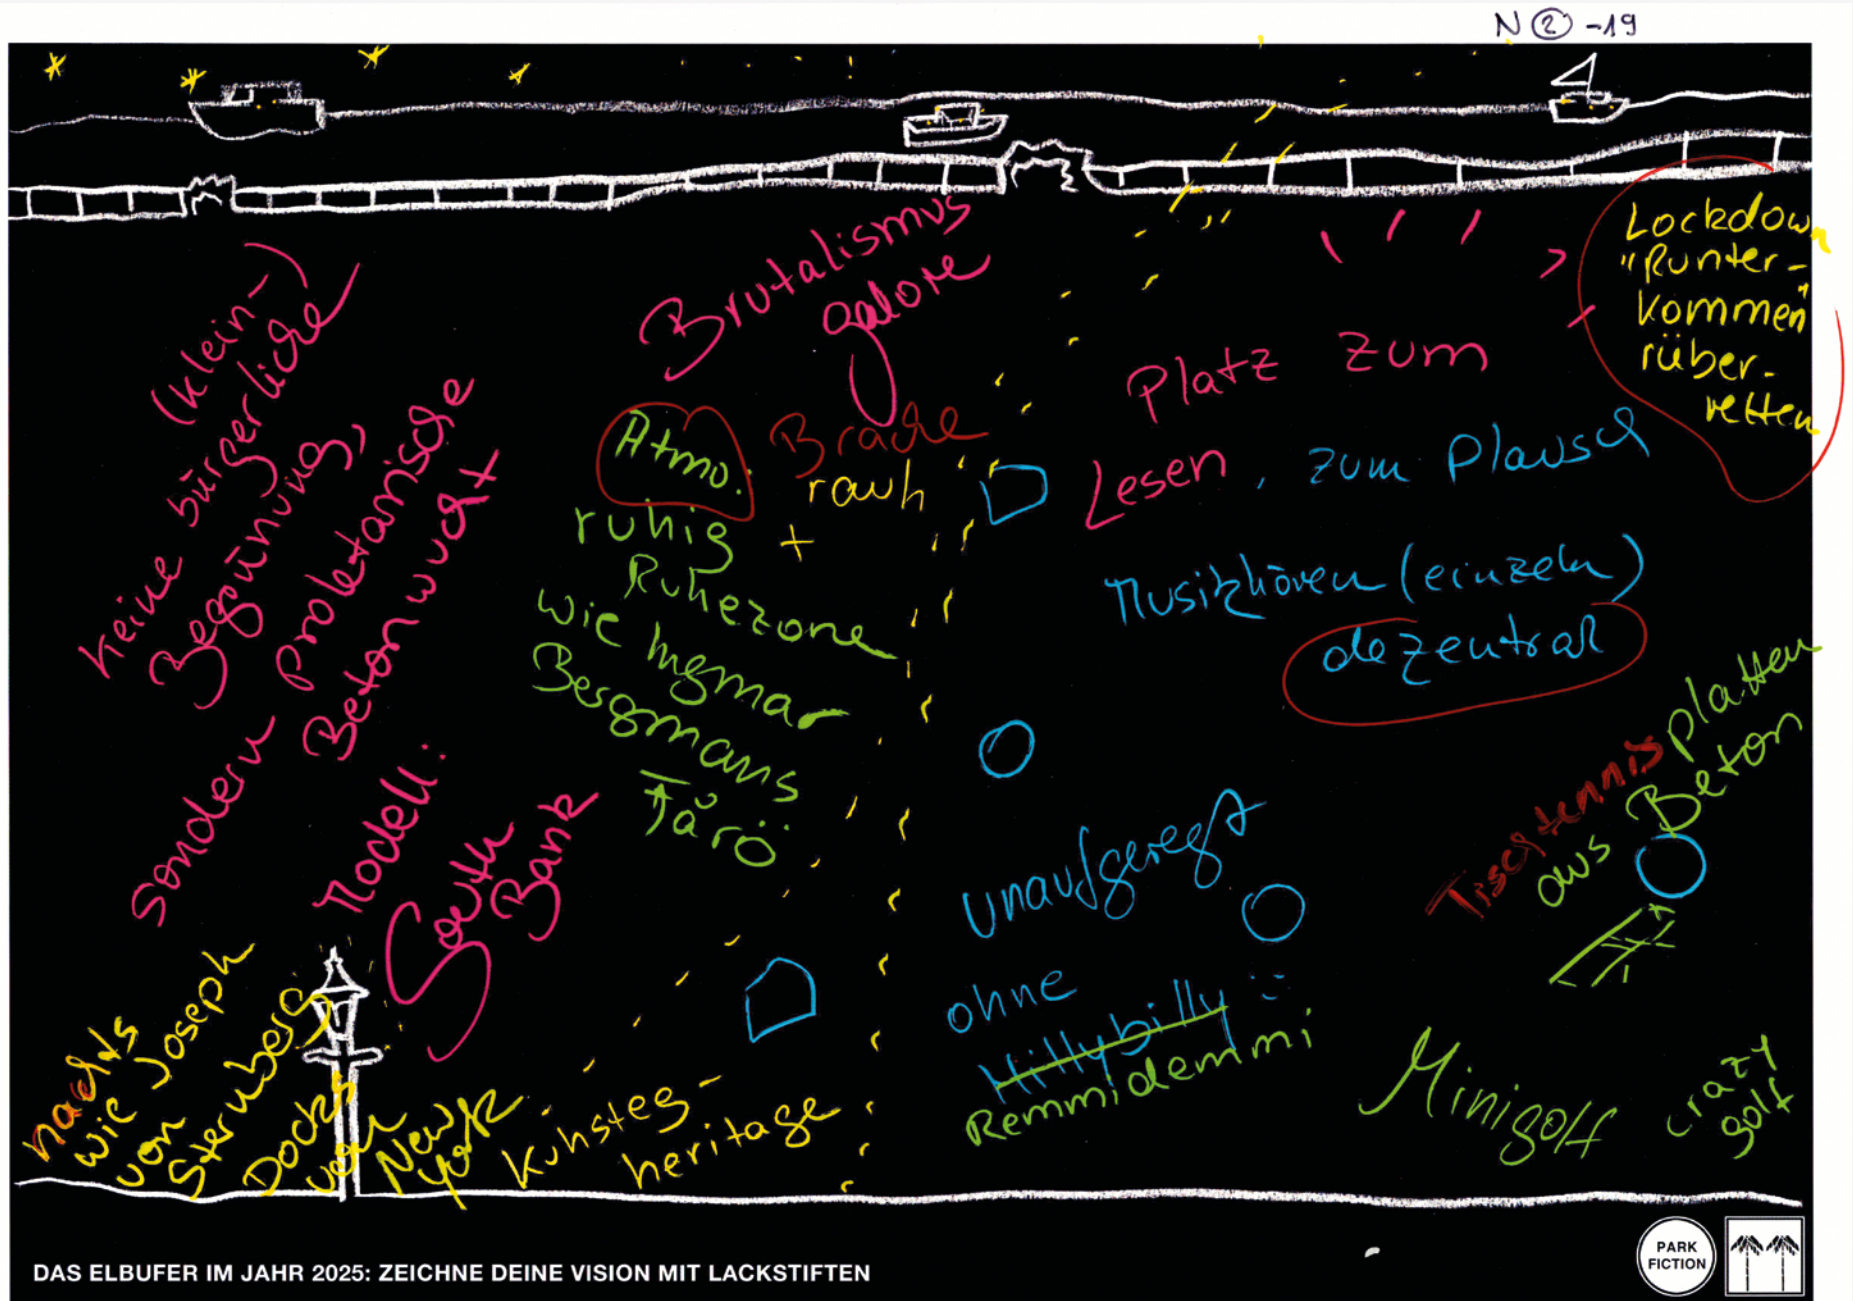 N ② -19
Lockdown
"Runter-
kommen"
rüber-
retten
Brutalismus
galore
keine (klein-)
bürgerliche
Begrünung,
sondern Proletarische
Betonwucht
Modell:
South
Bank
Atmo: Brache
rauh
+
ruhig
Ruhezone
wie Ingmar
Bergmans
Fårö
Platz zum
Lesen, zum Plausch
Musikhören (einzeln)
dezentral
Tischtennisplatten
aus Beton
unaufgeregt
ohne
Hillybilly
Remmidemmi
Minigolf
crazy
golf
nachts
wie Joseph
von
Sternbergs
Docks
von
New
York
heritage
DAS ELBUFER IM JAHR 2025: ZEICHNE DEINE VISION MIT LACKSTIFTEN
PARK
FICTION